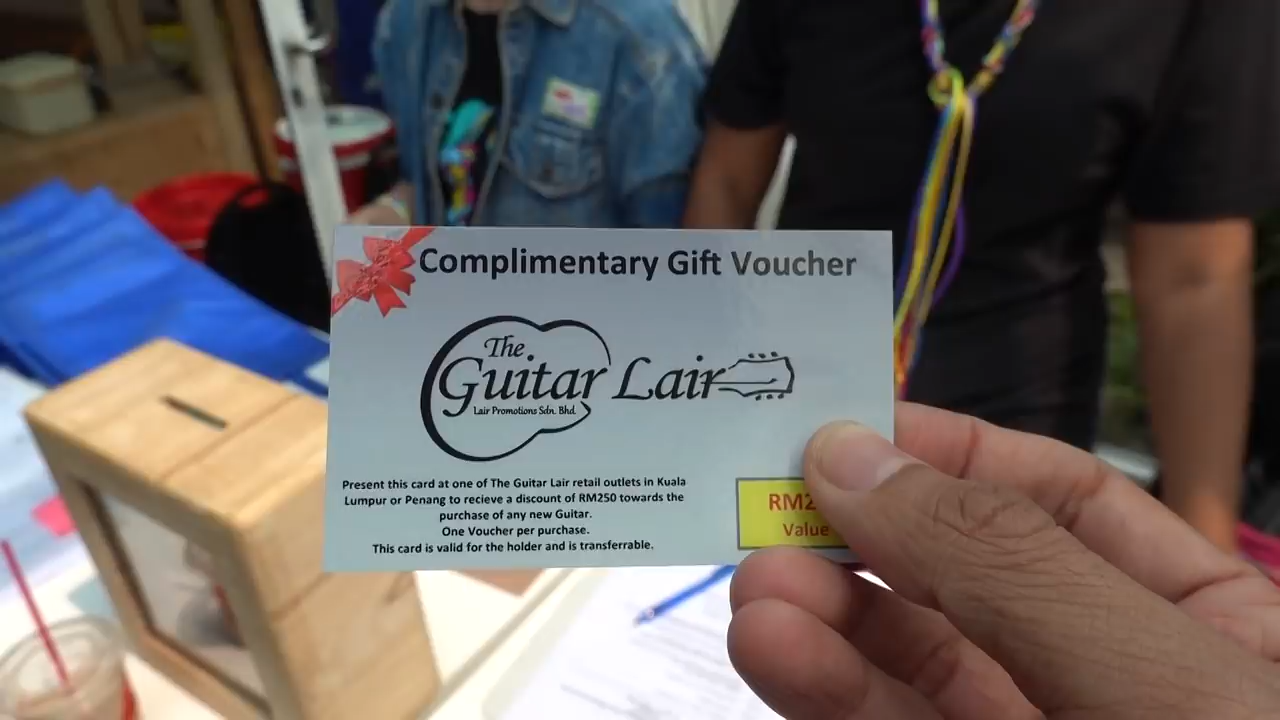 Complimentary Gift Voucher
The
Guitar Lair
Lair Promotions Sdn. Bhd.
Present this card at one of The Guitar Lair retail outlets in Kuala
Lumpur or Penang to recieve a discount of RM250 towards the
purchase of any new Guitar.
One Voucher per purchase.
This card is valid for the holder and is transferrable.
RM2
Value